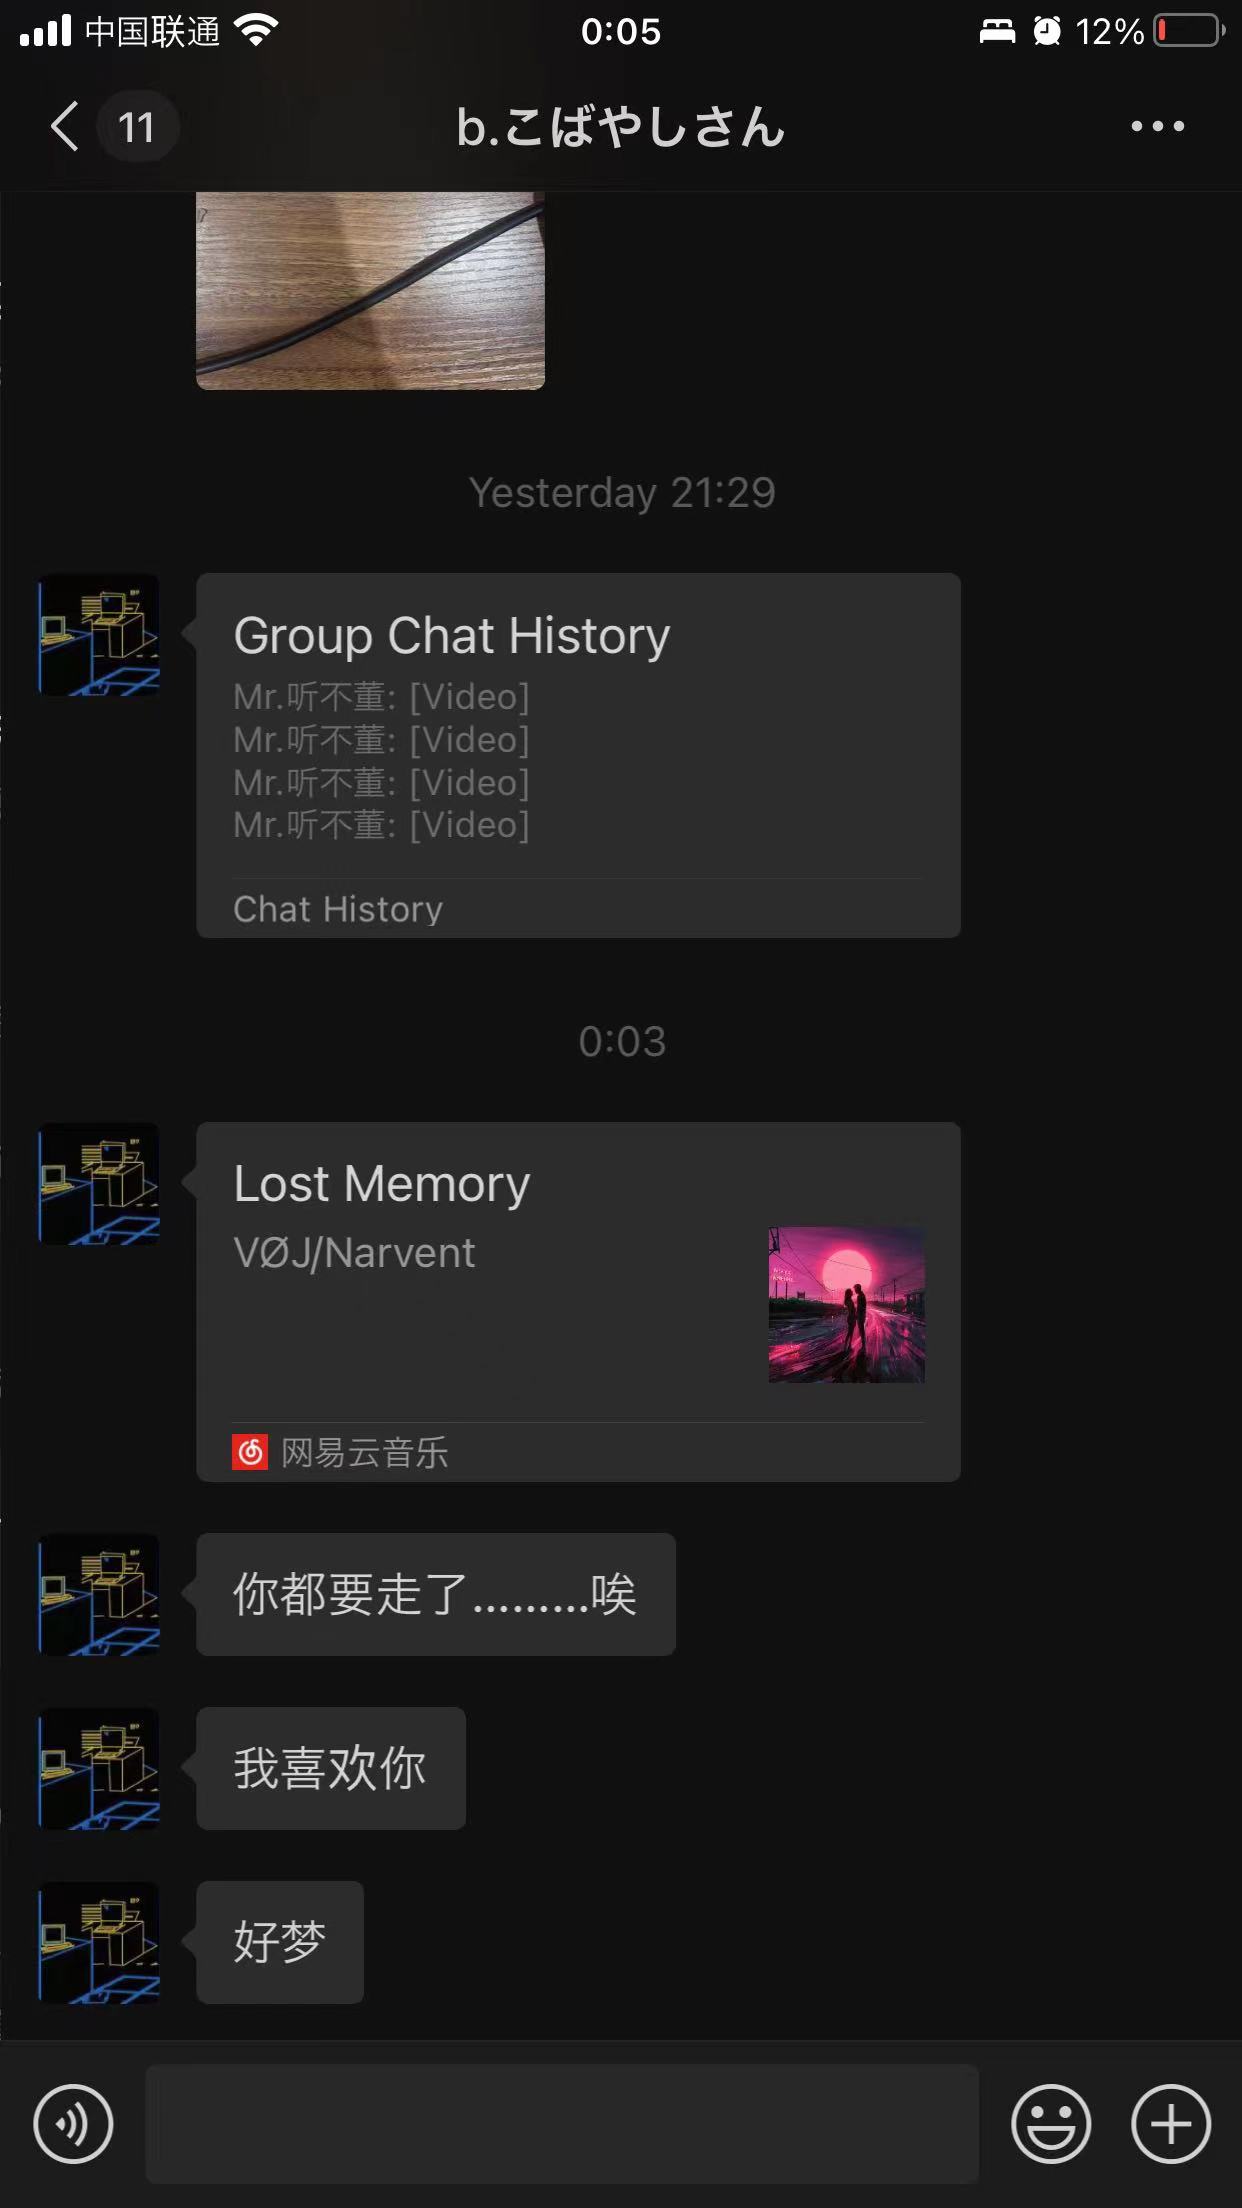 中国联通
0:05
12%
11
b.こばやしさん
Yesterday 21:29
Group Chat History
Mr.听不董: [Video]
Mr.听不董: [Video]
Mr.听不董: [Video]
Mr.听不董: [Video]
Chat History
0:03
Lost Memory
VØJ/Narvent
网易云音乐
你都要走了………唉
我喜欢你
好梦